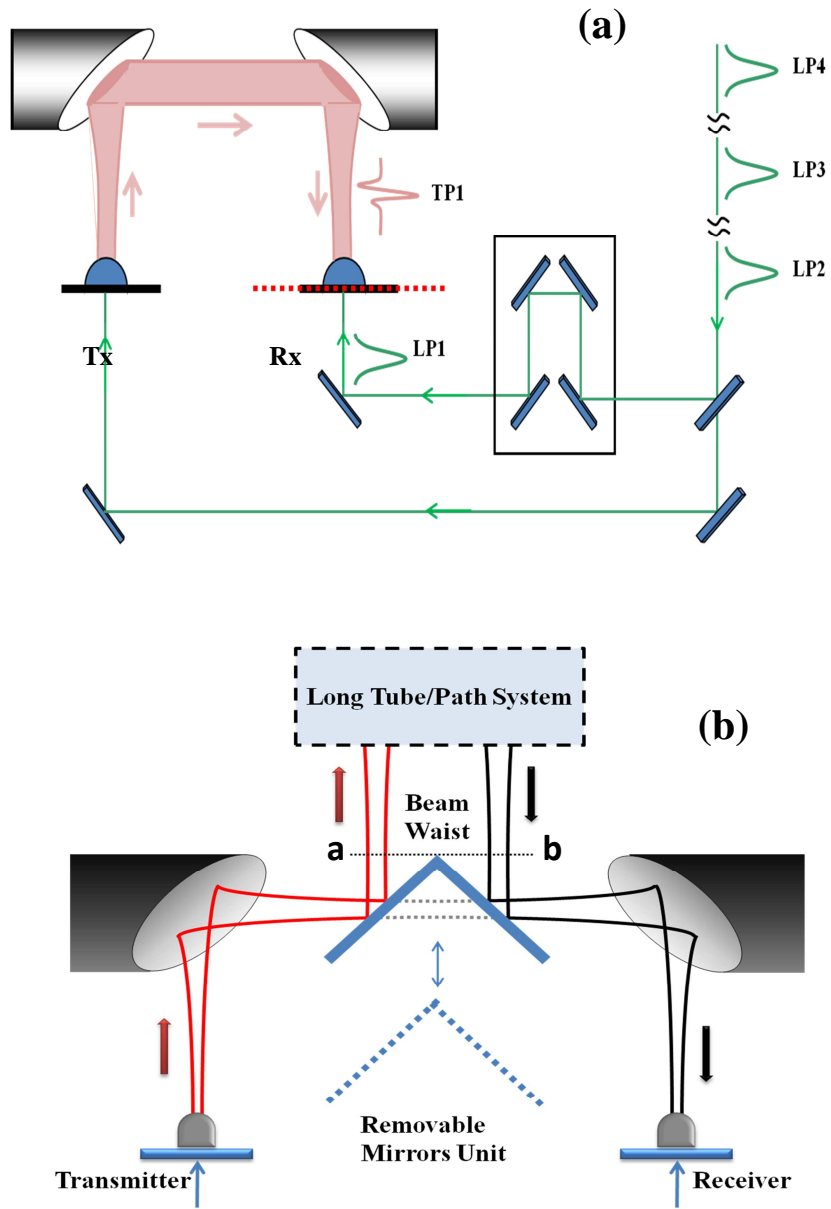 (a)
LP4
LP3
TP1
LP2
Tx
Rx
LP1
Long Tube/Path System
(b)
Beam
Waist
a
b
Removable
Mirrors Unit
Transmitter
Receiver